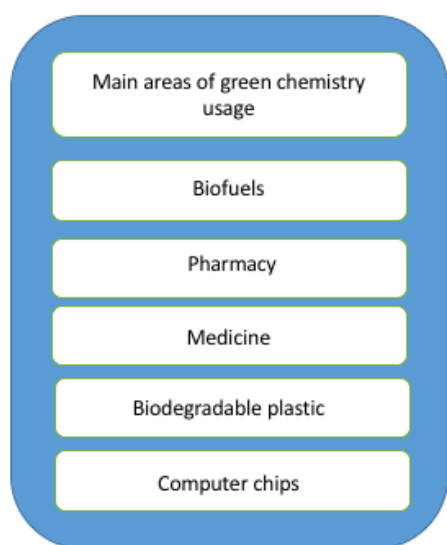 Main areas of green chemistry
usage
Biofuels
Pharmacy
Medicine
Biodegradable plastic
Computer chips